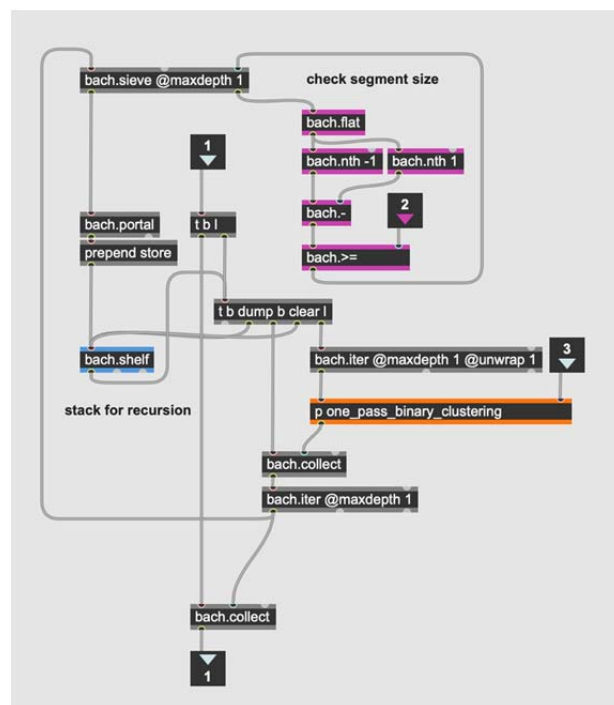 bach.sieve @maxdepth 1
check segment size
bach.flat
1
bach.nth -1
bach.nth 1
bach.portal
t b l
bach.-
2
prepend store
bach.>=
t b dump b clear l
bach.shelf
bach.iter @maxdepth 1 @unwrap 1
3
stack for recursion
p one_pass_binary_clustering
bach.collect
bach.iter @maxdepth 1
bach.collect
1